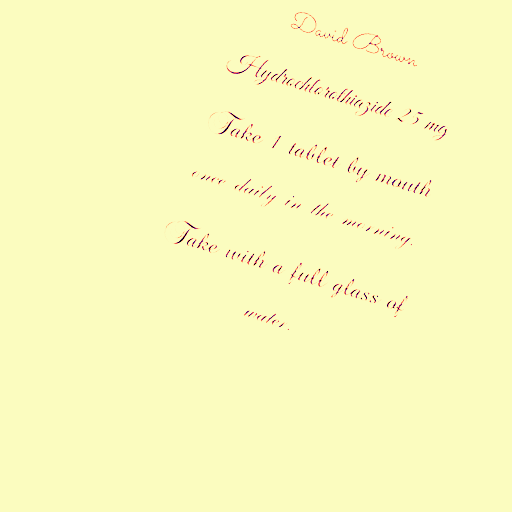 David Brown
Hydrochlorothiazide 25 mg
Take 1 tablet by mouth
once daily in the morning.
Take with a full glass of
water.